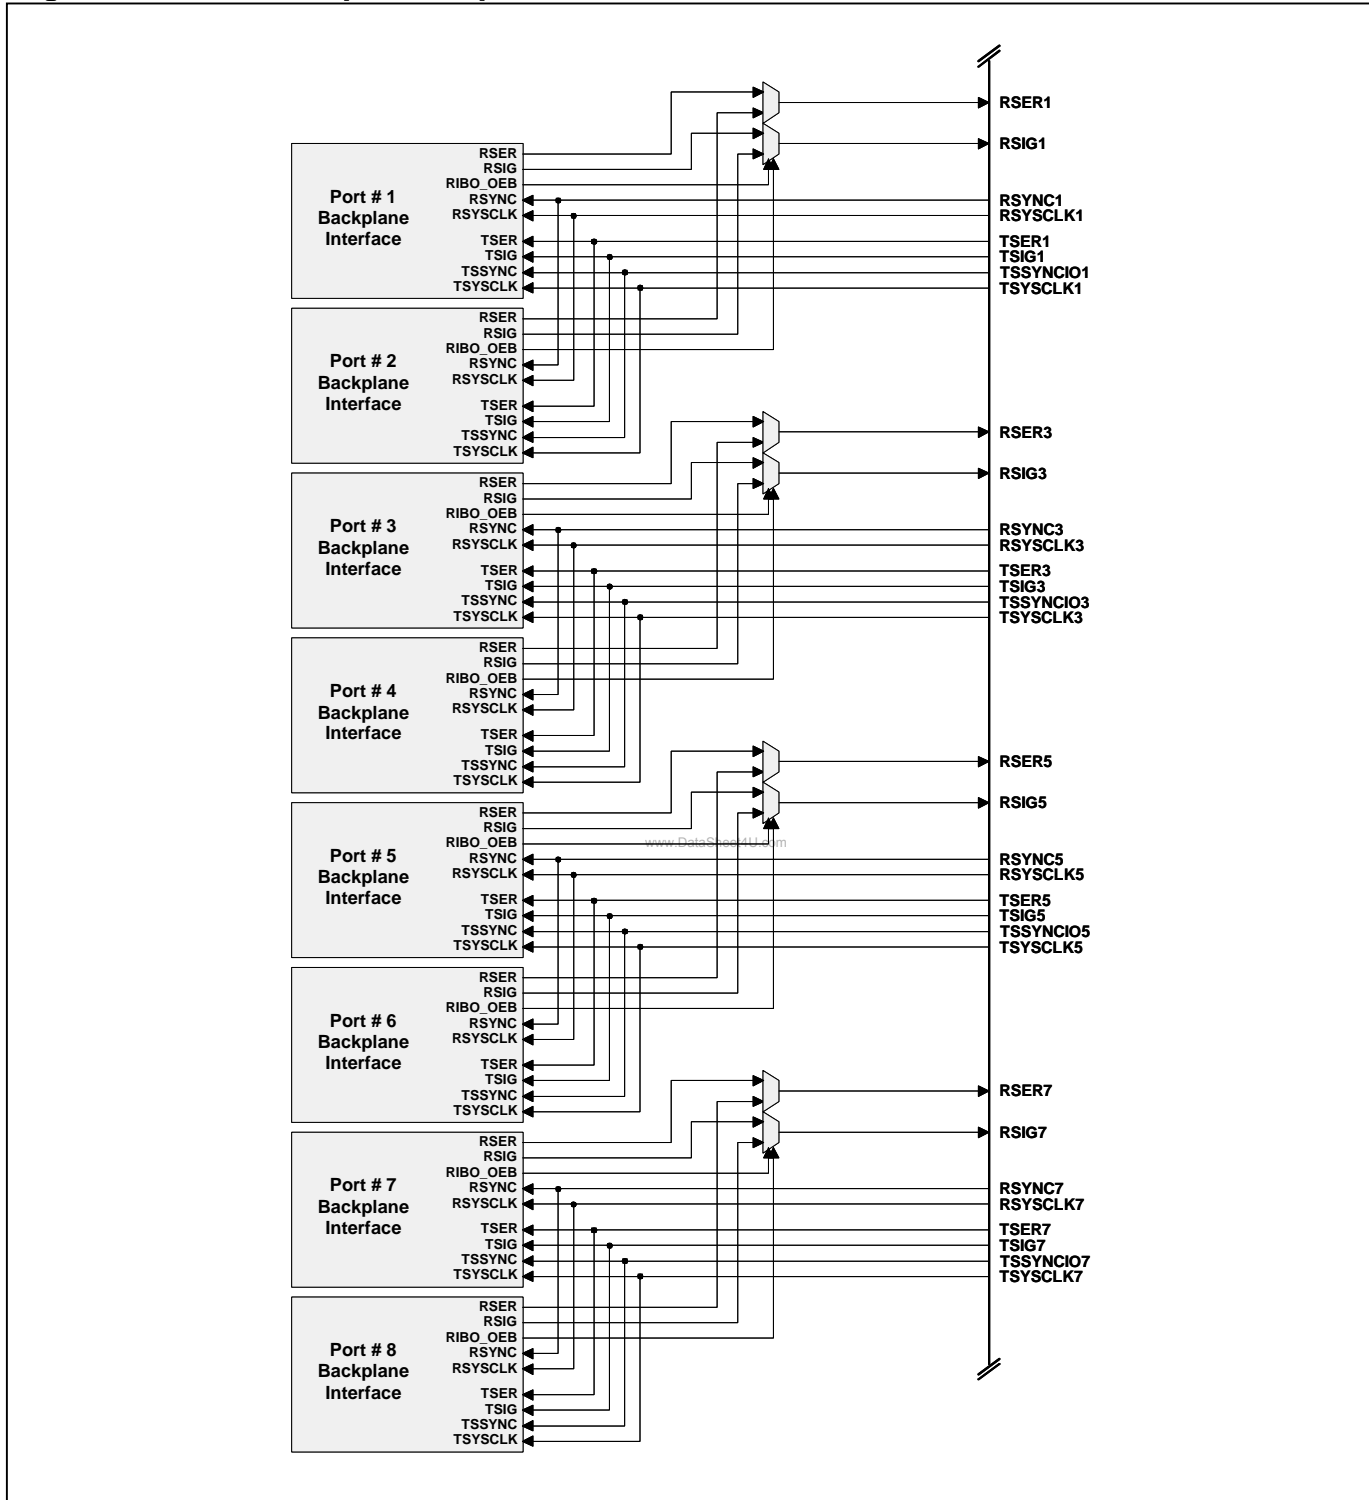 RSER1
RSIG1
RSER
RSIG
RIBO_OEB
RSYNC
RSYSCLK
TSER
TSIG
TSSYNC
TSYSCLK
Port # 1
Backplane
Interface
RSYNC1
RSYSCLK1
TSER1
TSIG1
TSSYNCIO1
TSYSCLK1
RSER
RSIG
RIBO_OEB
RSYNC
RSYSCLK
TSER
TSIG
TSSYNC
TSYSCLK
Port # 2
Backplane
Interface
RSER3
RSIG3
RSER
RSIG
RIBO_OEB
RSYNC
RSYSCLK
TSER
TSIG
TSSYNC
TSYSCLK
Port # 3
Backplane
Interface
RSYNC3
RSYSCLK3
TSER3
TSIG3
TSSYNCIO3
TSYSCLK3
RSER
RSIG
RIBO_OEB
RSYNC
RSYSCLK
TSER
TSIG
TSSYNC
TSYSCLK
Port # 4
Backplane
Interface
RSER5
RSIG5
RSER
RSIG
RIBO_OEB
RSYNC
RSYSCLK
TSER
TSIG
TSSYNC
TSYSCLK
Port # 5
Backplane
Interface
www.DataSheet4U.com
RSYNC5
RSYSCLK5
TSER5
TSIG5
TSSYNCIO5
TSYSCLK5
RSER
RSIG
RIBO_OEB
RSYNC
RSYSCLK
TSER
TSIG
TSSYNC
TSYSCLK
Port # 6
Backplane
Interface
RSER7
RSIG7
RSER
RSIG
RIBO_OEB
RSYNC
RSYSCLK
TSER
TSIG
TSSYNC
TSYSCLK
Port # 7
Backplane
Interface
RSYNC7
RSYSCLK7
TSER7
TSIG7
TSSYNCIO7
TSYSCLK7
RSER
RSIG
RIBO_OEB
RSYNC
RSYSCLK
TSER
TSIG
TSSYNC
TSYSCLK
Port # 8
Backplane
Interface